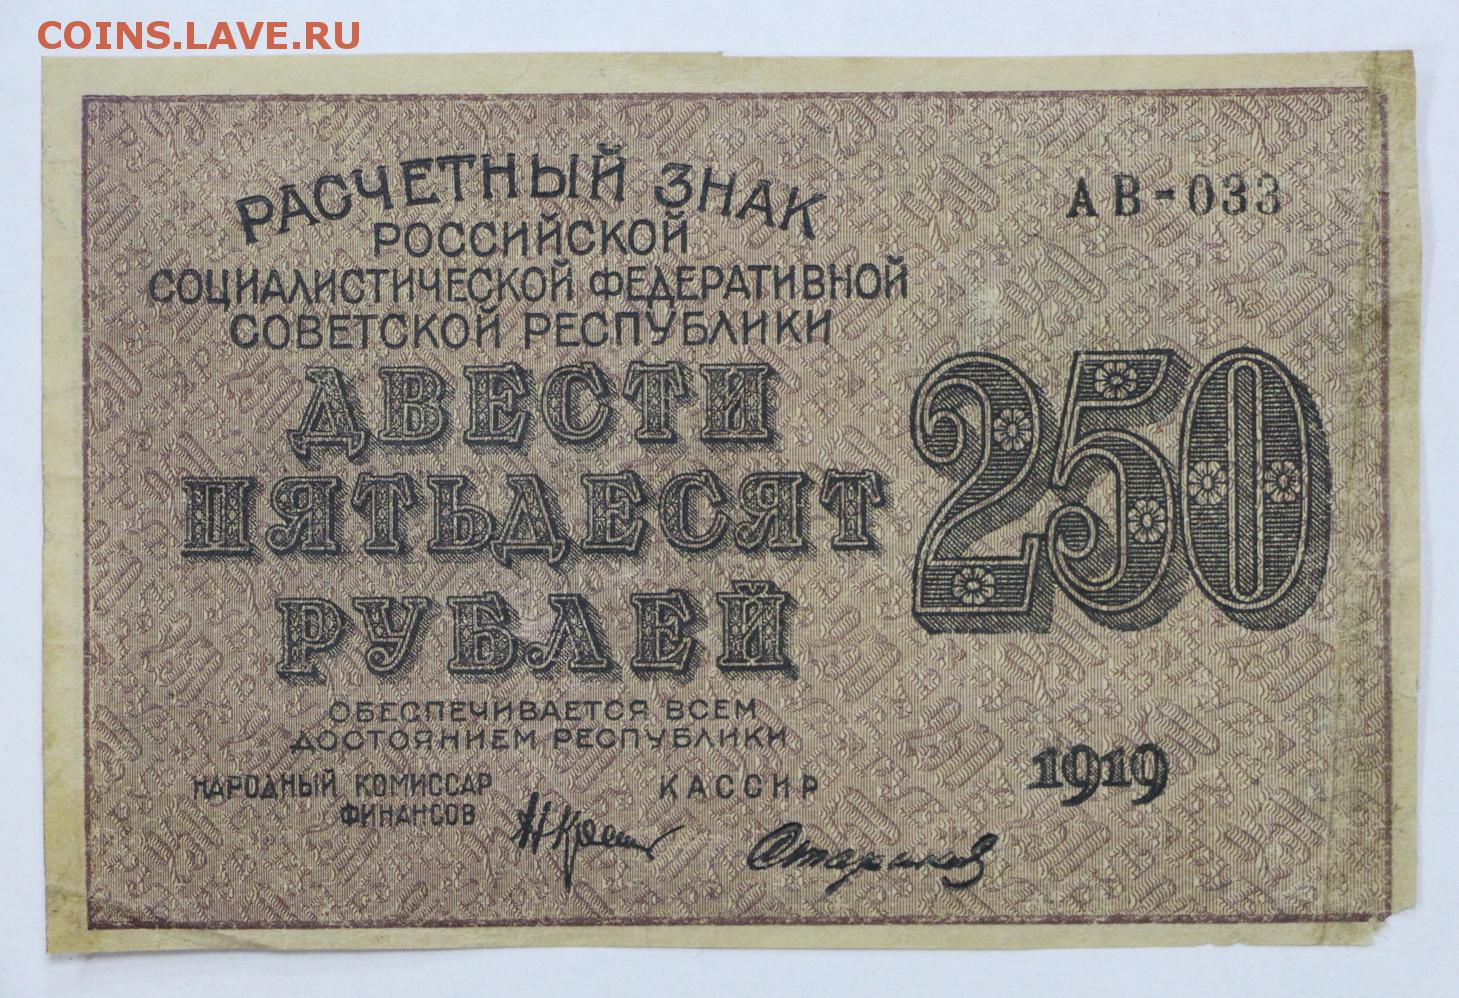 COINS.LAVE.RU
РАСЧЕТНЫЙ ЗНАК
РОССИЙСКОЙ
СОЦИАЛИСТИЧЕСКОЙ ФЕДЕРАТИВНОЙ
СОВЕТСКОЙ РЕСПУБЛИКИ
АВ-033
ДВЕСТИ
ПЯТЬДЕСЯТ
РУБЛЕЙ
250
ОБЕСПЕЧИВАЕТСЯ ВСЕМ
ДОСТОЯНИЕМ РЕСПУБЛИКИ
1919
НАРОДНЫЙ КОМИССАР
ФИНАНСОВ
КАССИР
Стариков